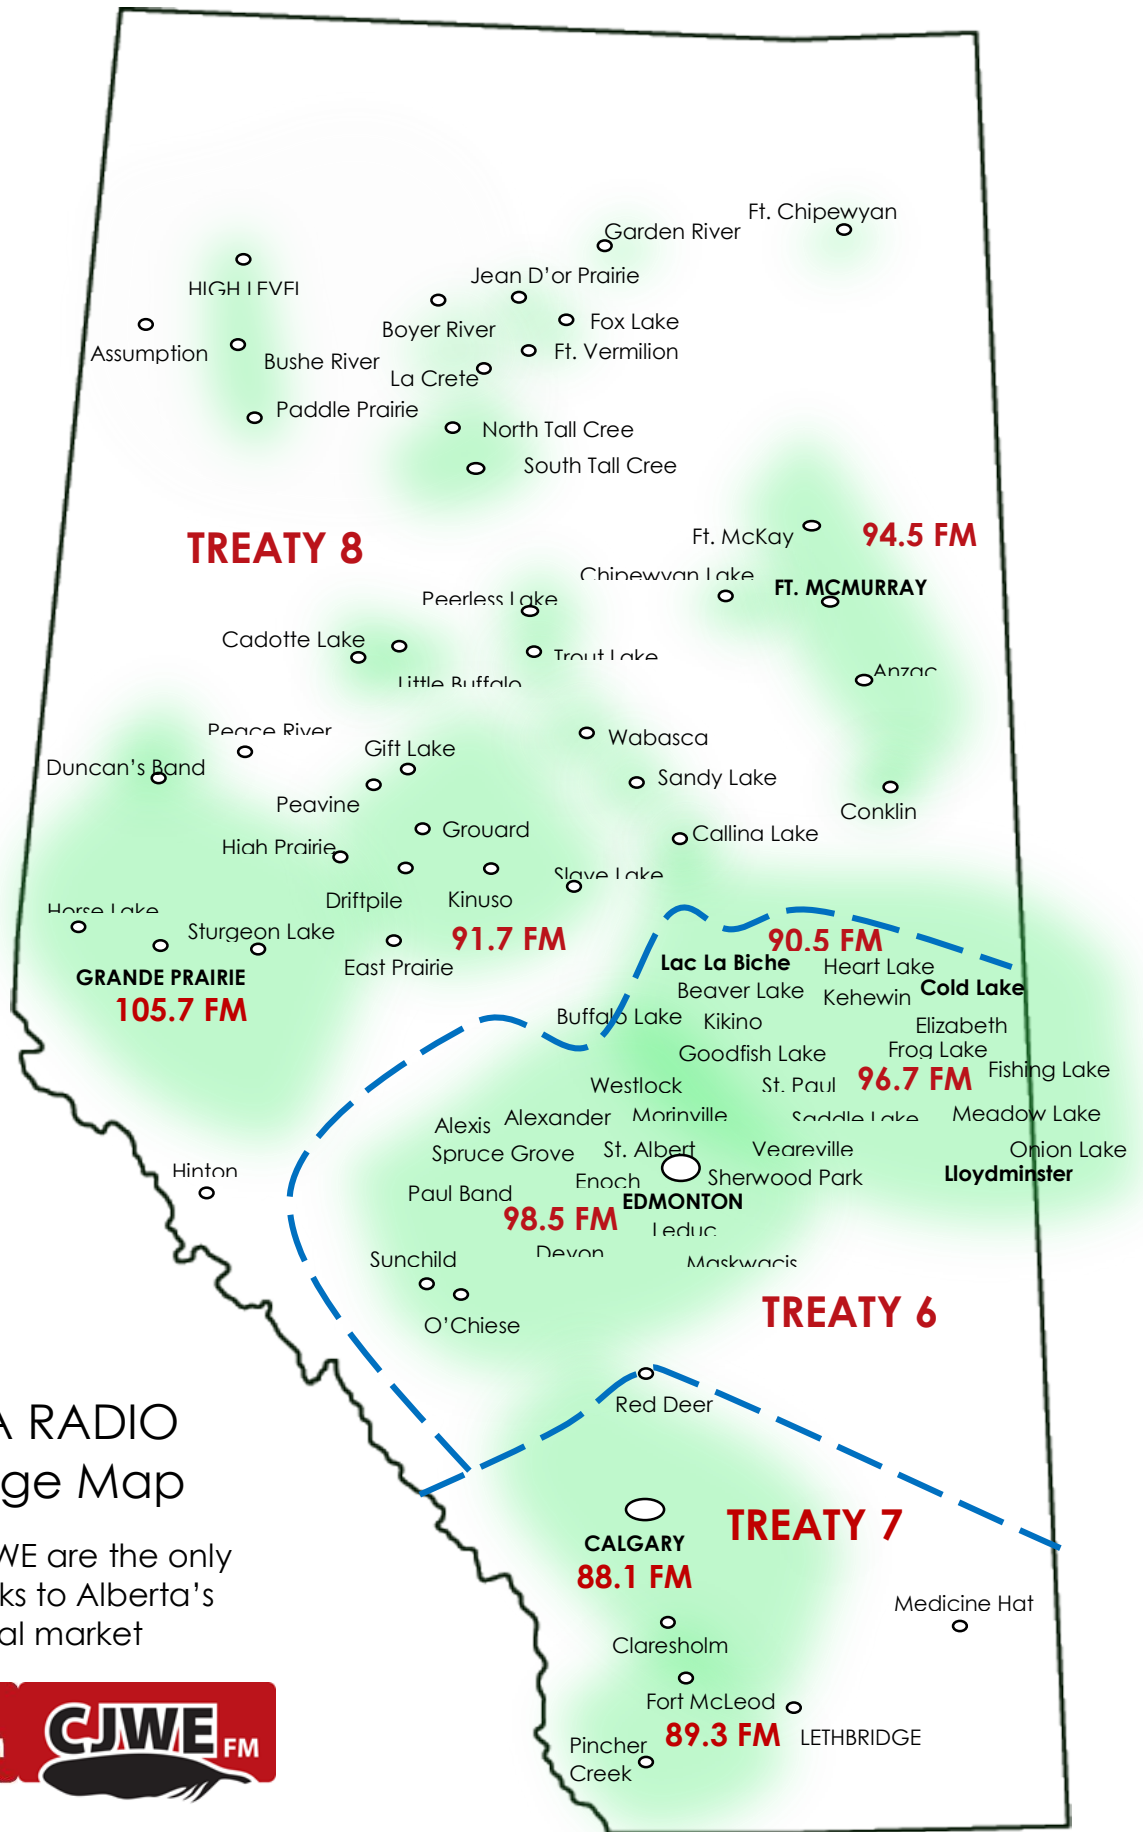 Ft. Chipewyan
Garden River
HIGH LEVEL
Jean D'or Prairie
Boyer River
Fox Lake
Assumption
Bushe River
Ft. Vermilion
La Crete
Paddle Prairie
North Tall Cree
South Tall Cree
TREATY 8
Ft. McKay
94.5 FM
Chipewyan Lake
FT. MCMURRAY
Peerless Lake
Cadotte Lake
Trout Lake
Little Buffalo
Anzac
Peace River
Wabasca
Gift Lake
Duncan's Band
Sandy Lake
Peavine
Conklin
Grouard
Callina Lake
High Prairie
Slave Lake
Driftpile
Kinuso
Horse Lake
Sturgeon Lake
91.7 FM
90.5 FM
East Prairie
Lac La Biche
Heart Lake
GRANDE PRAIRIE
Beaver Lake
Kehewin
Cold Lake
105.7 FM
Buffalo Lake
Kikino
Elizabeth
Goodfish Lake
Frog Lake
Fishing Lake
Westlock
St. Paul
96.7 FM
Alexis
Alexander
Morinville
Saddle Lake
Meadow Lake
Spruce Grove
St. Albert
Veareville
Onion Lake
Hinton
Enoch
Sherwood Park
Lloydminster
Paul Band
EDMONTON
98.5 FM
Leduc
Sunchild
Devon
Maskwacis
O'Chiese
TREATY 6
Red Deer
A RADIO
ge Map
TREATY 7
CALGARY
WE are the only
88.1 FM
ks to Alberta's
Medicine Hat
al market
Claresholm
Fort McLeod
89.3 FM
LETHBRIDGE
Pincher
Creek
CJWE FM